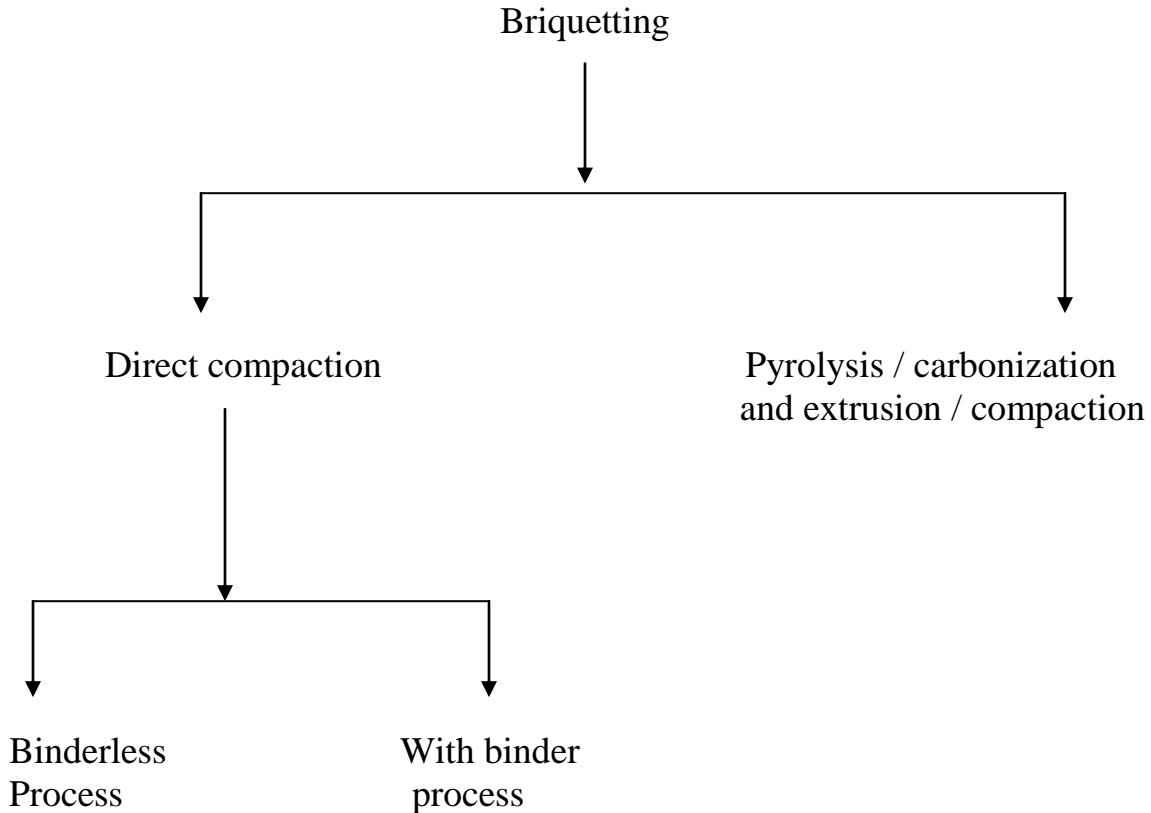 Briquetting
Direct compaction
Pyrolysis / carbonization
and extrusion / compaction
Binderless
Process
With binder
process